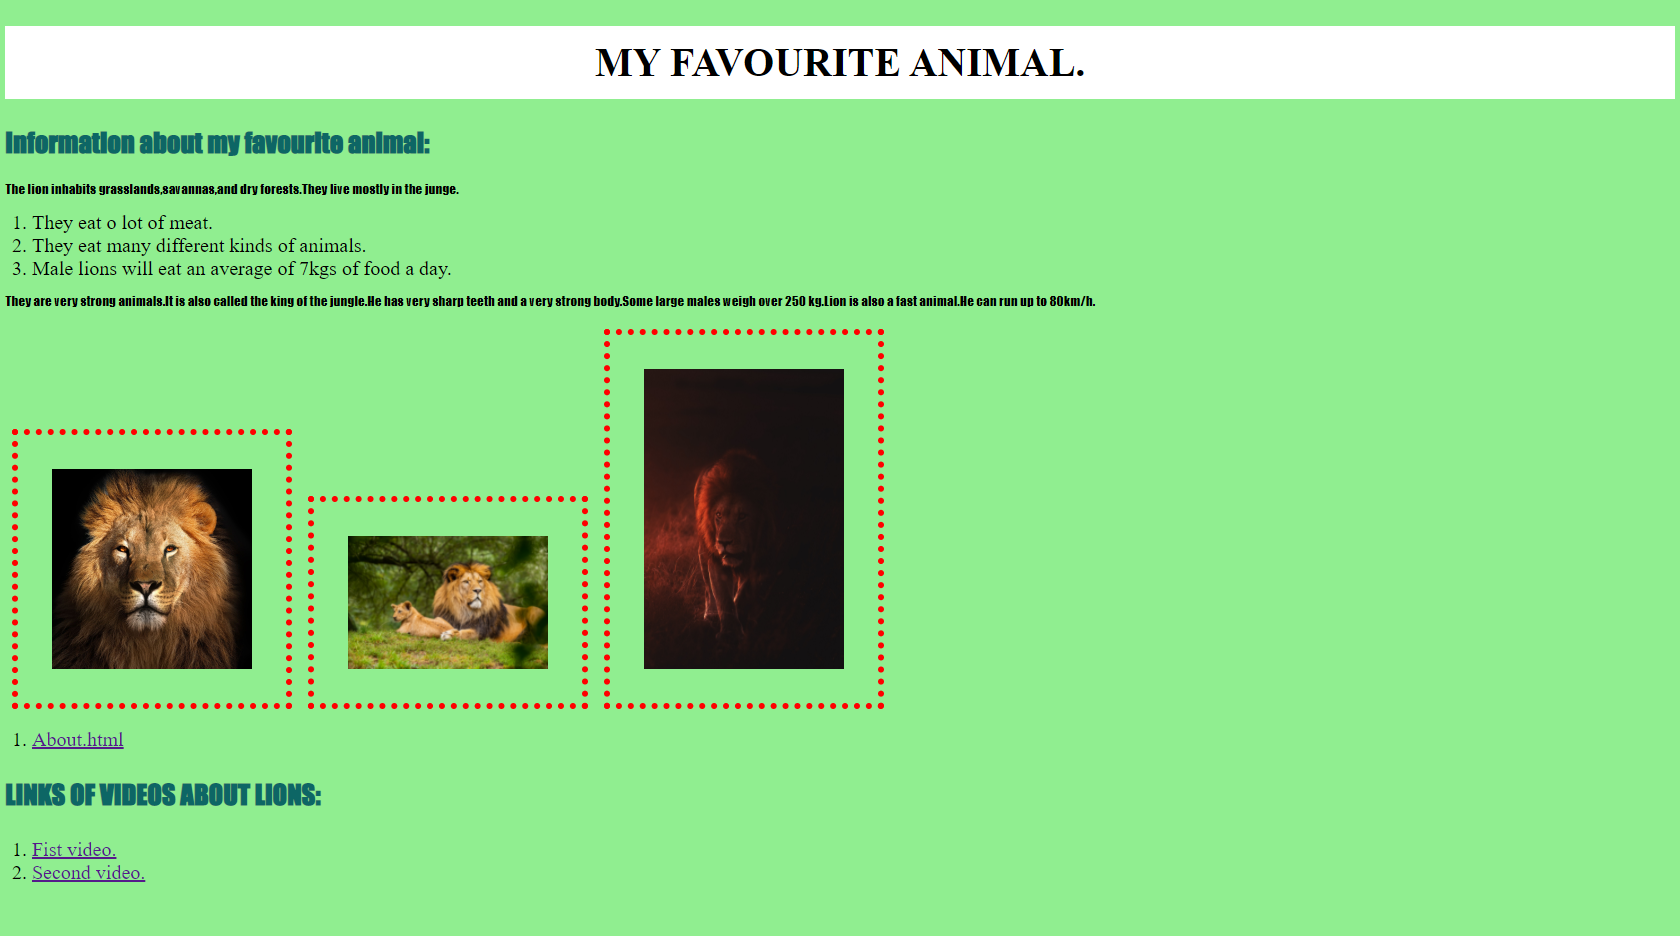 MY FAVOURITE ANIMAL.
Information about my favourite animal:
The lion inhabits grasslands,savannas,and dry forests.They live mostly in the junge.
1. They eat o lot of meat.
2. They eat many different kinds of animals.
3. Male lions will eat an average of 7kgs of food a day.
They are very strong animals.It is also called the king of the jungle.He has very sharp teeth and a very strong body.Some large males weigh over 250 kg.Lion is also a fast animal.He can run up to 80km/h.
1. About.html
LINKS OF VIDEOS ABOUT LIONS:
1. Fist video.
2. Second video.